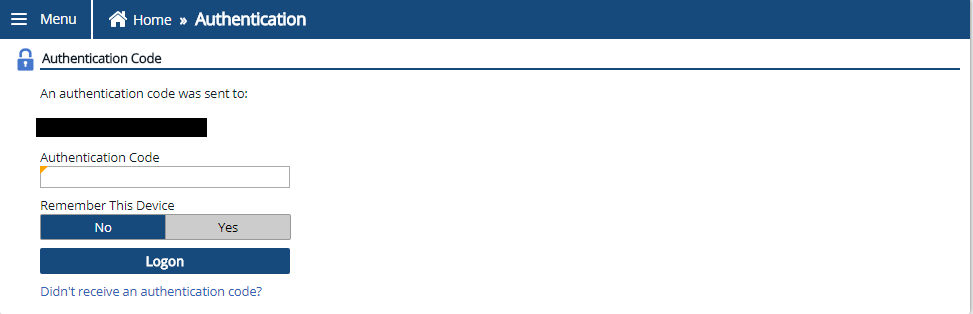 Menu Home » Authentication
Authentication Code
An authentication code was sent to:
Authentication Code
Remember This Device
No Yes
Logon
Didn't receive an authentication code?